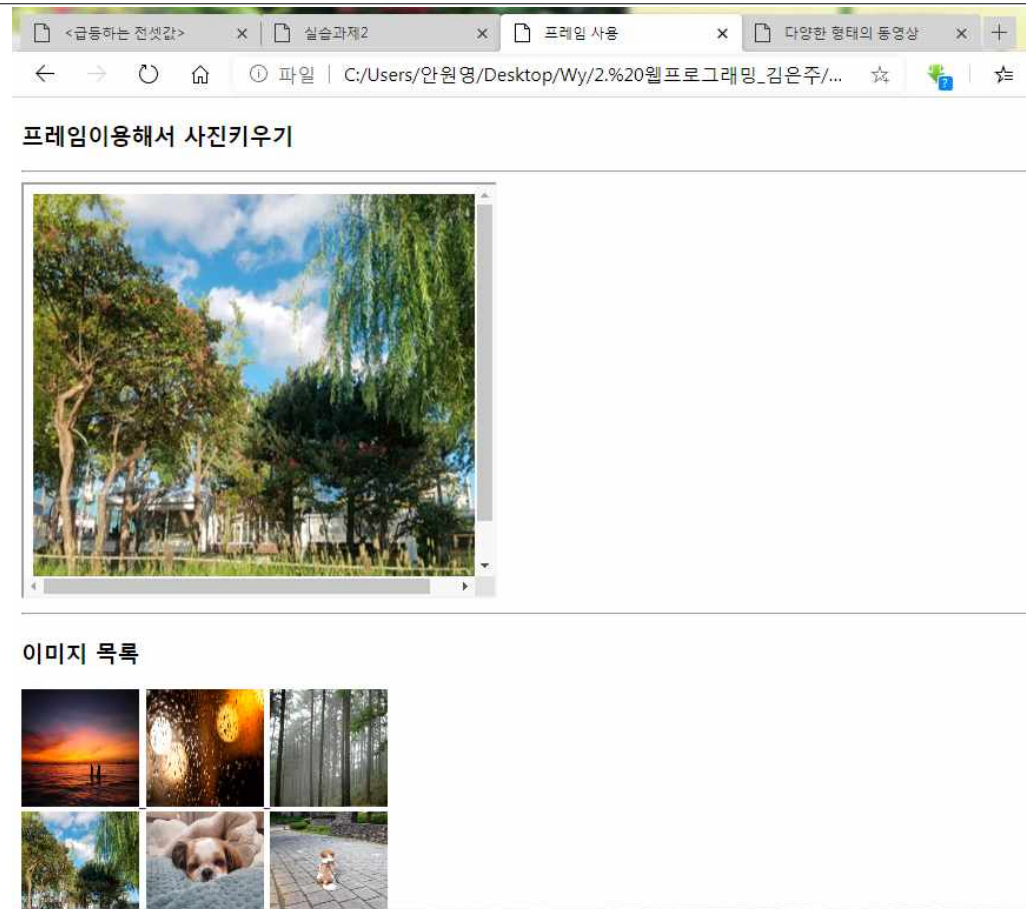 <급등하는 전셋값>
실습과제2
프레임 사용
다양한 형태의 동영상
파일 C:/Users/안원영/Desktop/Wy/2.%20웹프로그래밍_김은주/...
프레임이용해서 사진키우기
이미지 목록